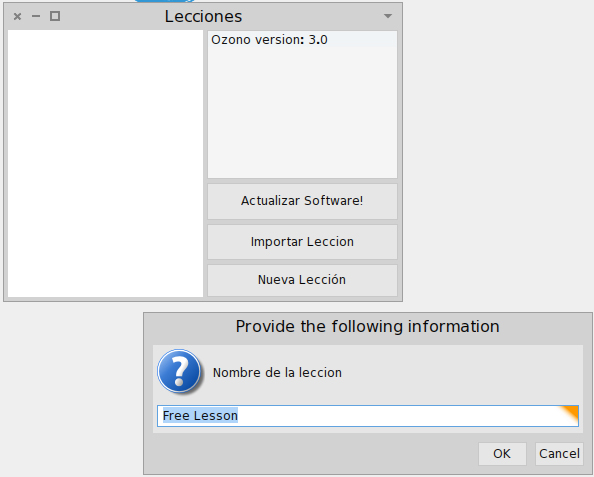 Lecciones
Ozono version: 3.0
Actualizar Software!
Importar Leccion
Nueva Lección
Provide the following information
?
Nombre de la leccion
Free Lesson
OK
Cancel